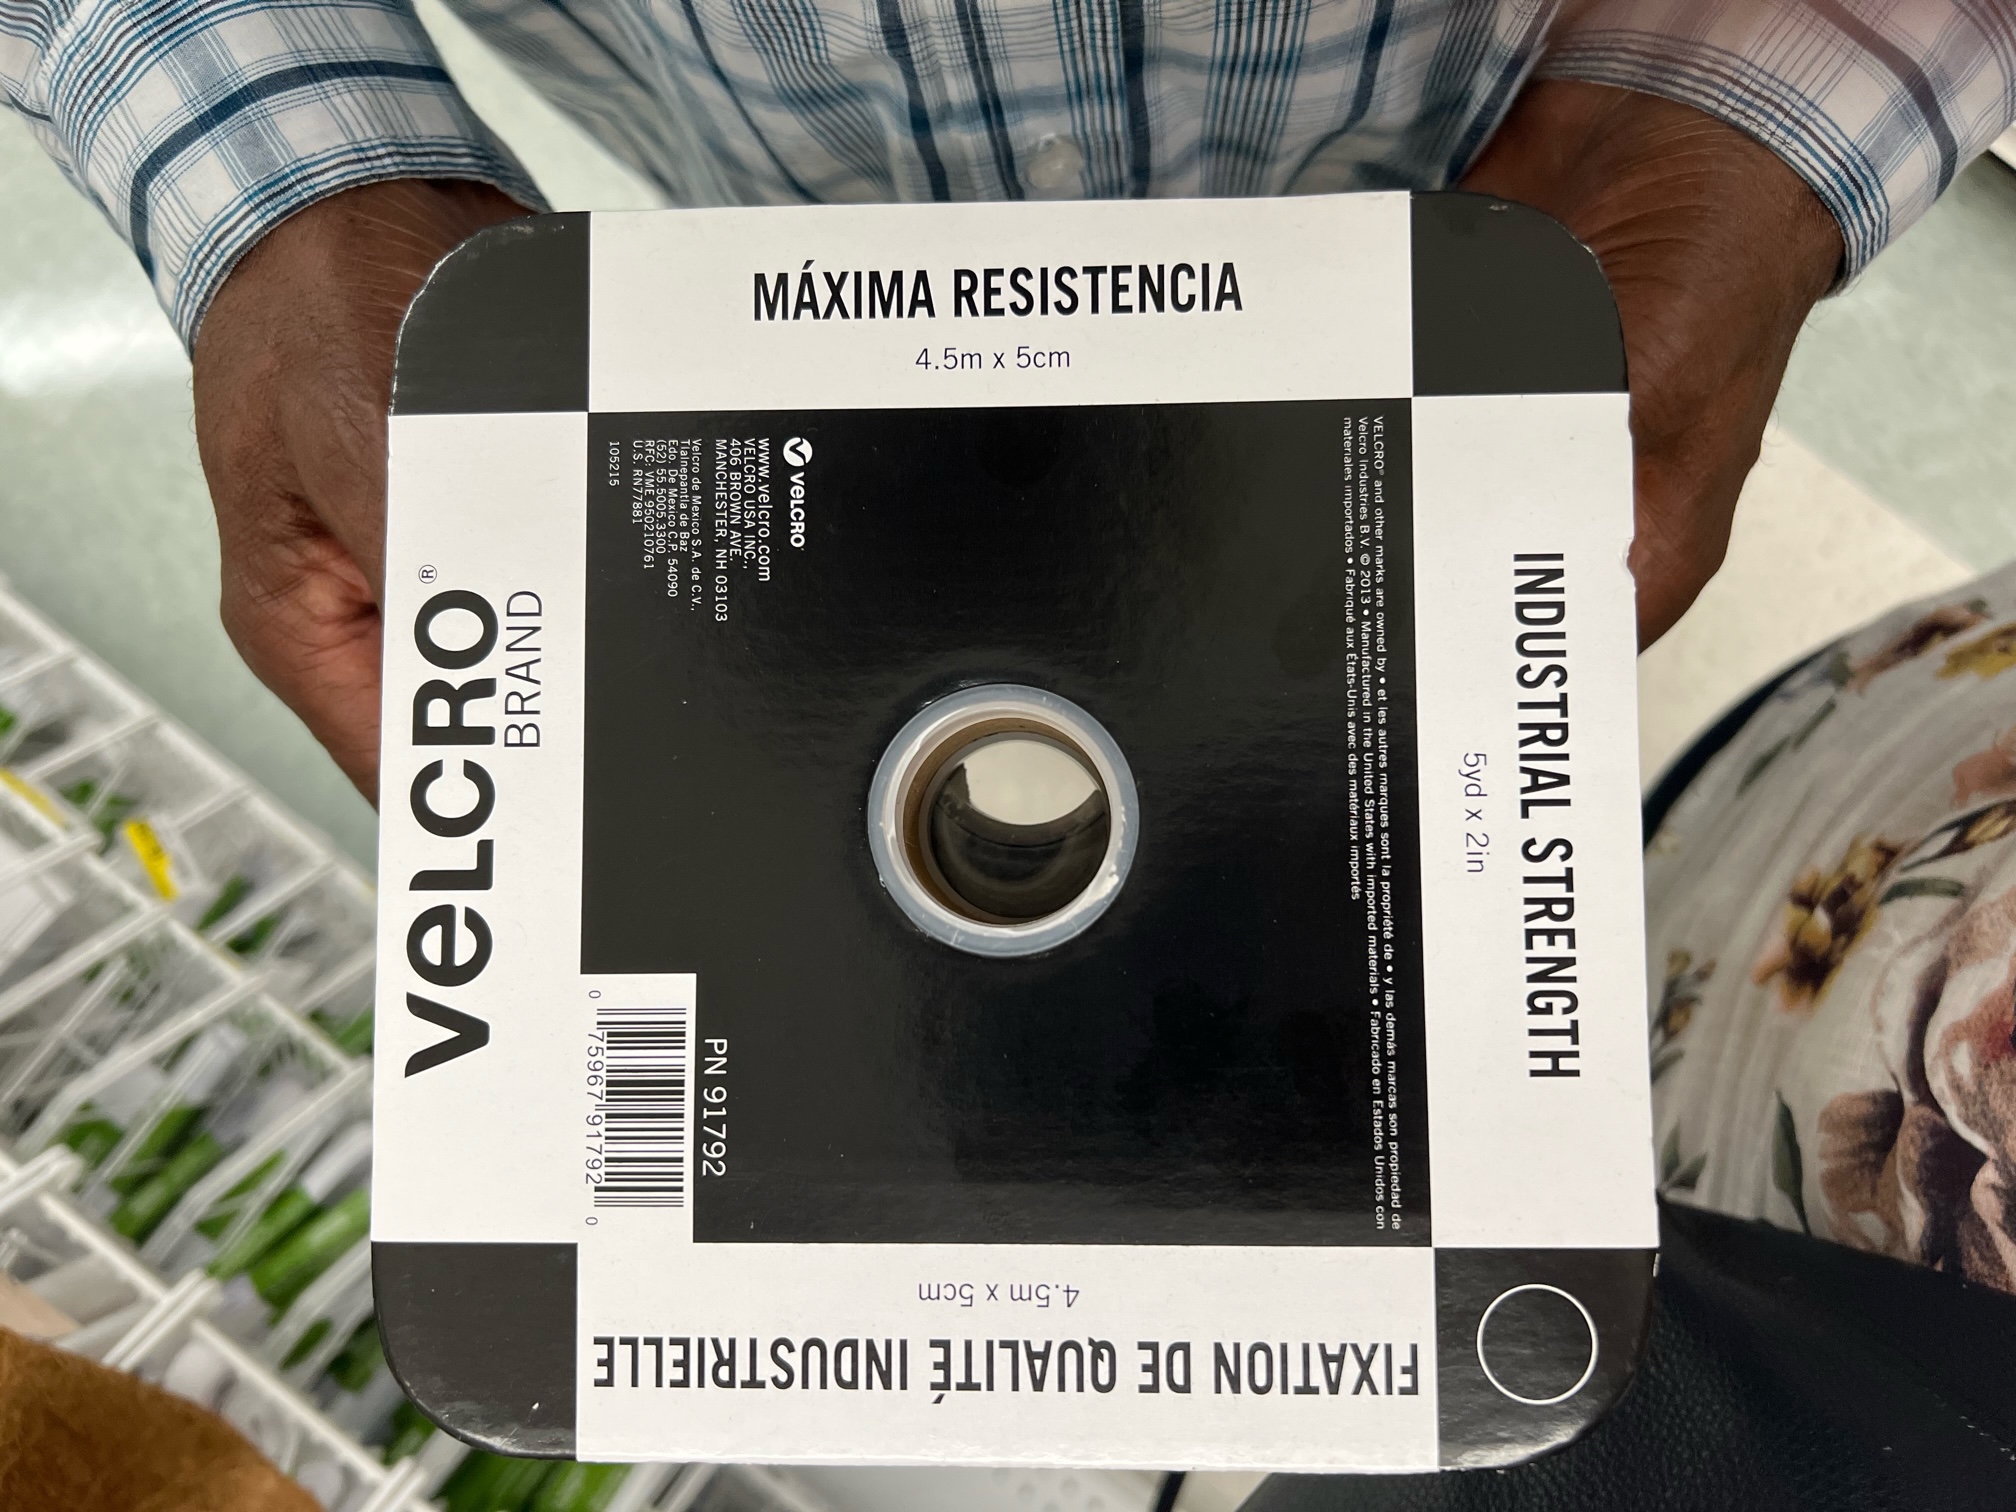 MÁXIMA RESISTENCIA
4.5m x 5cm
VELCRO®
BRAND
INDUSTRIAL STRENGTH
5yd x 2in
VELCRO® and other marks are owned by • et les autres marques sont la propriété de • y las demás marcas son propiedad de
Velcro Industries B.V. © 2013 • Manufactured in the United States with imported materials • Fabricado en Estados Unidos con
materiales importados • Fabriqué aux États-Unis avec des matériaux importés
VELCRO
www.velcro.com
VELCRO USA INC.,
406 BROWN AVE.
MANCHESTER, NH 03103
Velcro de Mexico S.A. de C.V.,
Tlalnepantla de Baz
Edo. De Mexico C.P. 54090
(52) 55.5005.3300
RFC: VME 950210761
U.S. RN77881
105215
PN 91792
0 75967 91792 0
4.5m x 5cm
FIXATION DE QUALITÉ INDUSTRIELLE